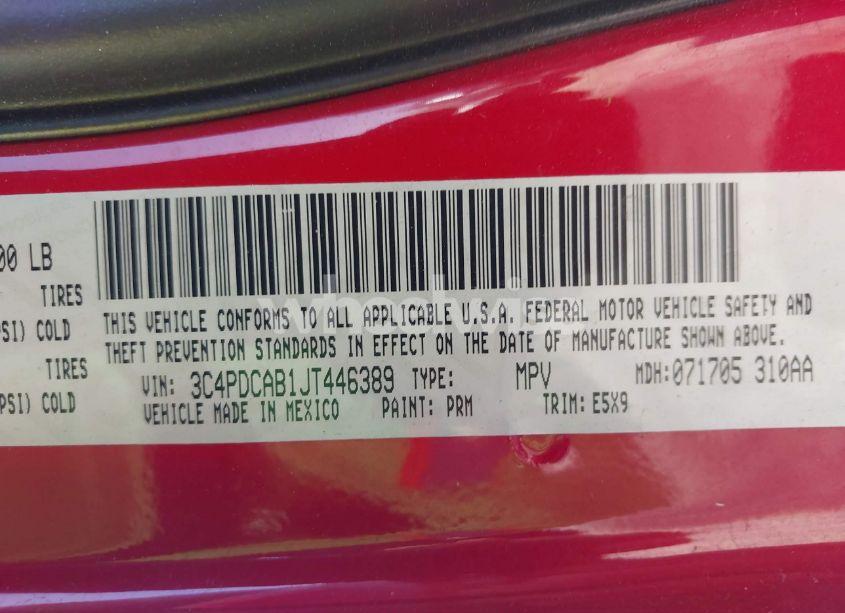 00 LB
TIRES
PSI) COLD
TIRES
PSI) COLD
THIS VEHICLE CONFORMS TO ALL APPLICABLE U.S.A. FEDERAL MOTOR VEHICLE SAFETY AND
THEFT PREVENTION STANDARDS IN EFFECT ON THE DATE OF MANUFACTURE SHOWN ABOVE.
VIN: 3C4PDCAB1JT446389 TYPE: MPV MDH:071705 310AA
VEHICLE MADE IN MEXICO PAINT: PRM TRIM: E5X9